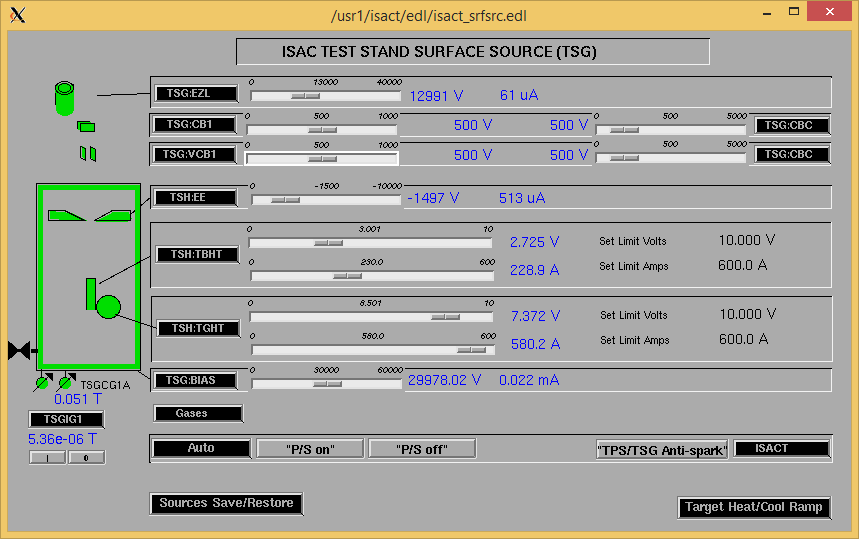 /usr1/isact/edl/isact_srfsrc.edl
ISAC TEST STAND SURFACE SOURCE (TSG)
TSG:EZL 0 13000 40000 12991 V 61 uA
TSG:CB1 0 500 1000 500 V 500 V 0 500 5000 TSG:CBC
TSG:VCB1 0 500 1000 500 V 500 V 0 500 5000 TSG:CBC
TSH:EE 0 -1500 -10000 -1497 V 513 uA
TSH:TBHT
0 3.001 10 2.725 V Set Limit Volts 10.000 V
0 230.0 600 228.9 A Set Limit Amps 600.0 A
TSH:TGHT
0 8.501 10 7.372 V Set Limit Volts 10.000 V
0 580.0 600 580.2 A Set Limit Amps 600.0 A
TSG:BIAS 0 30000 60000 29978.02 V 0.022 mA
TSGCG1A
0.051 T
TSGIG1
5.36e-06 T
I 0
Gases
Auto "P/S on" "P/S off" "TPS/TSG Anti-spark" ISACT
Sources Save/Restore
Target Heat/Cool Ramp